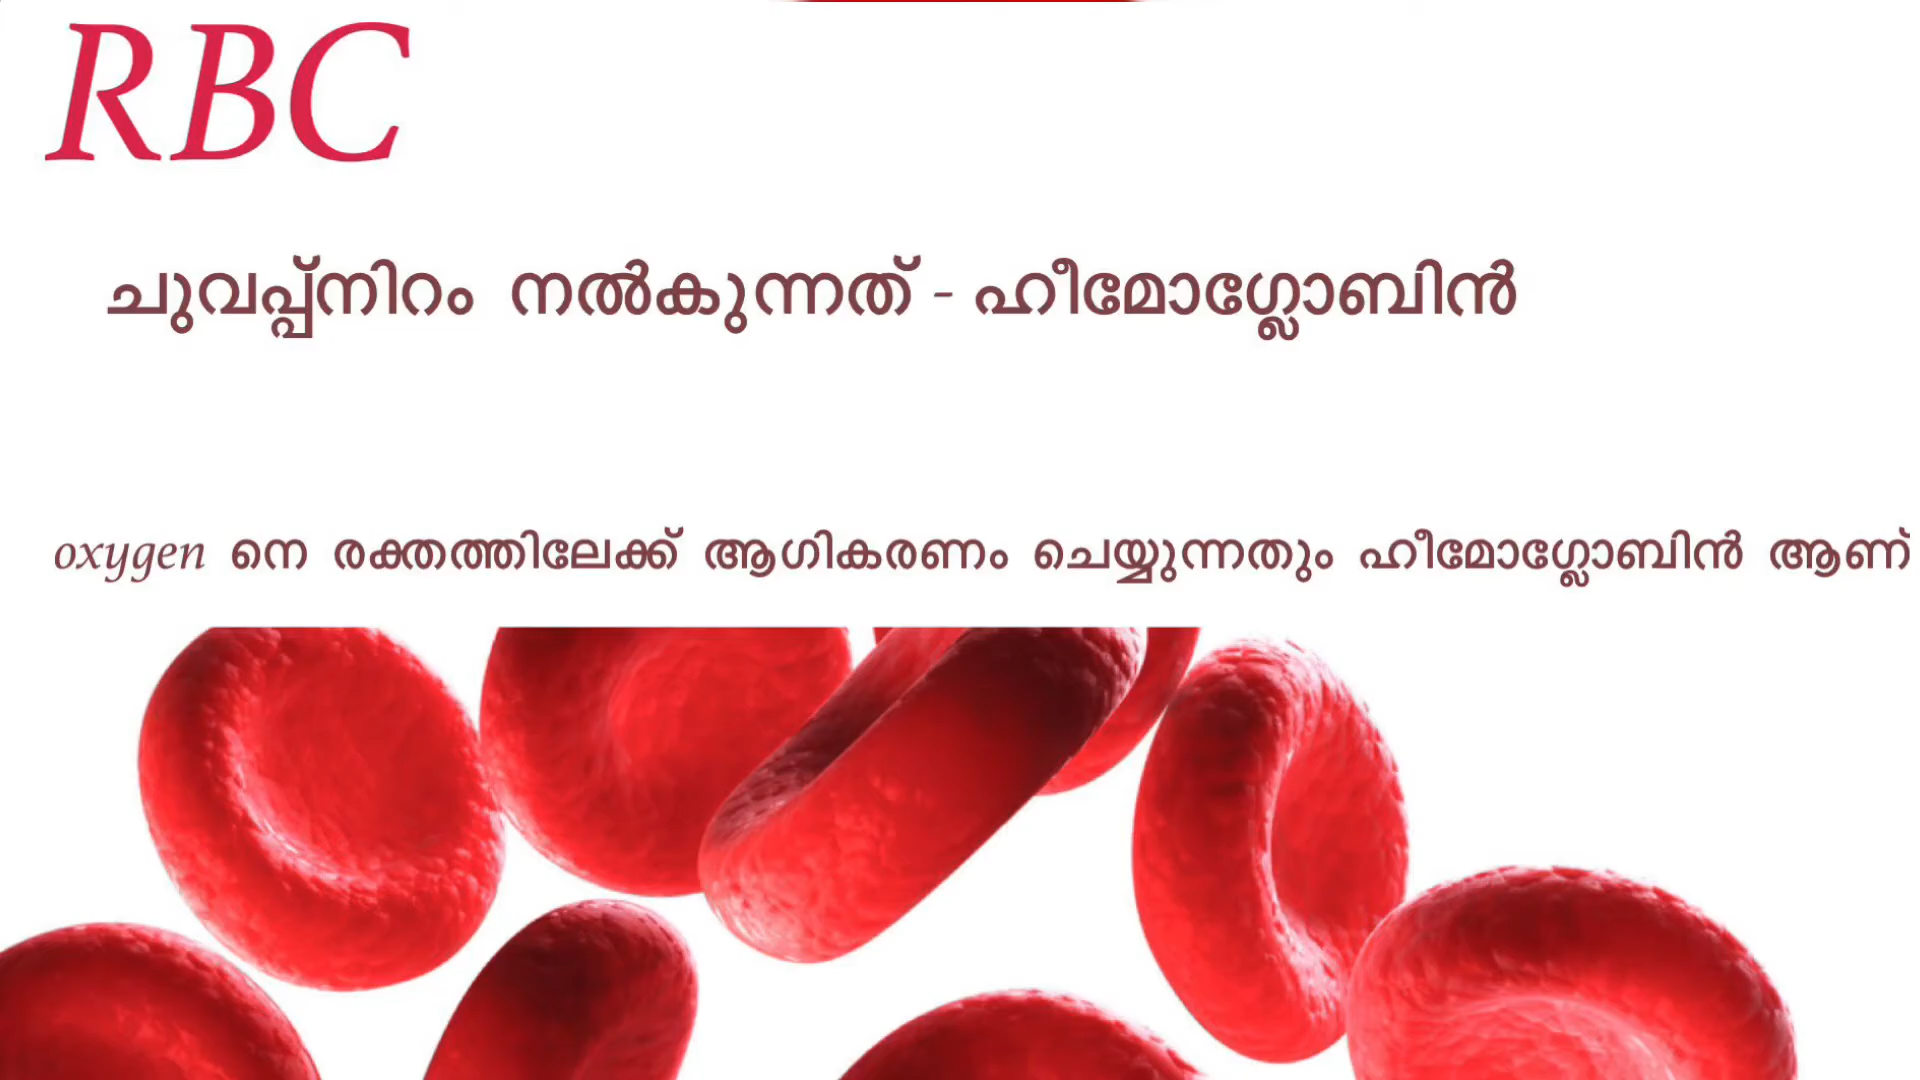 RBC
ചുവപ്പ്നിറം നൽകുന്നത് - ഹീമോഗ്ലോബിൻ
oxygen നെ രക്തത്തിലേക്ക് ആഗികരണം ചെയ്യുന്നതും ഹീമോഗ്ലോബിൻ ആണ്